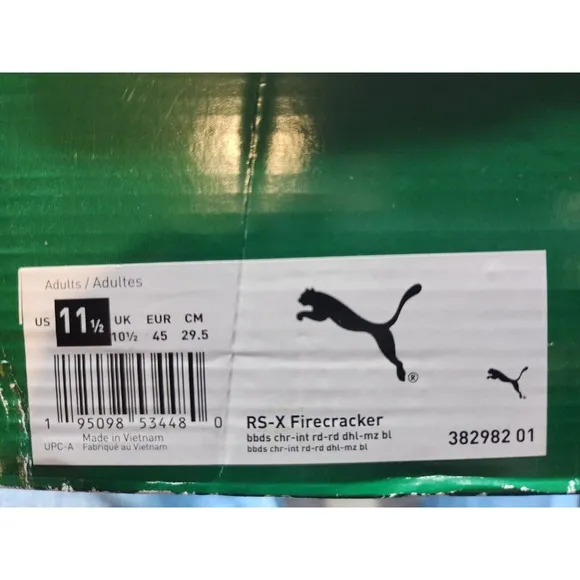 Adults / Adultes
US 11½ UK 10½ EUR 45 CM 29.5
1 95098 53448 0
UPC-A Made in Vietnam
Fabriqué au Vietnam
®
RS-X Firecracker
bbds chr-int rd-rd dhl-mz bl
bbds chr-int rd-rd dhl-mz bl
382982 01